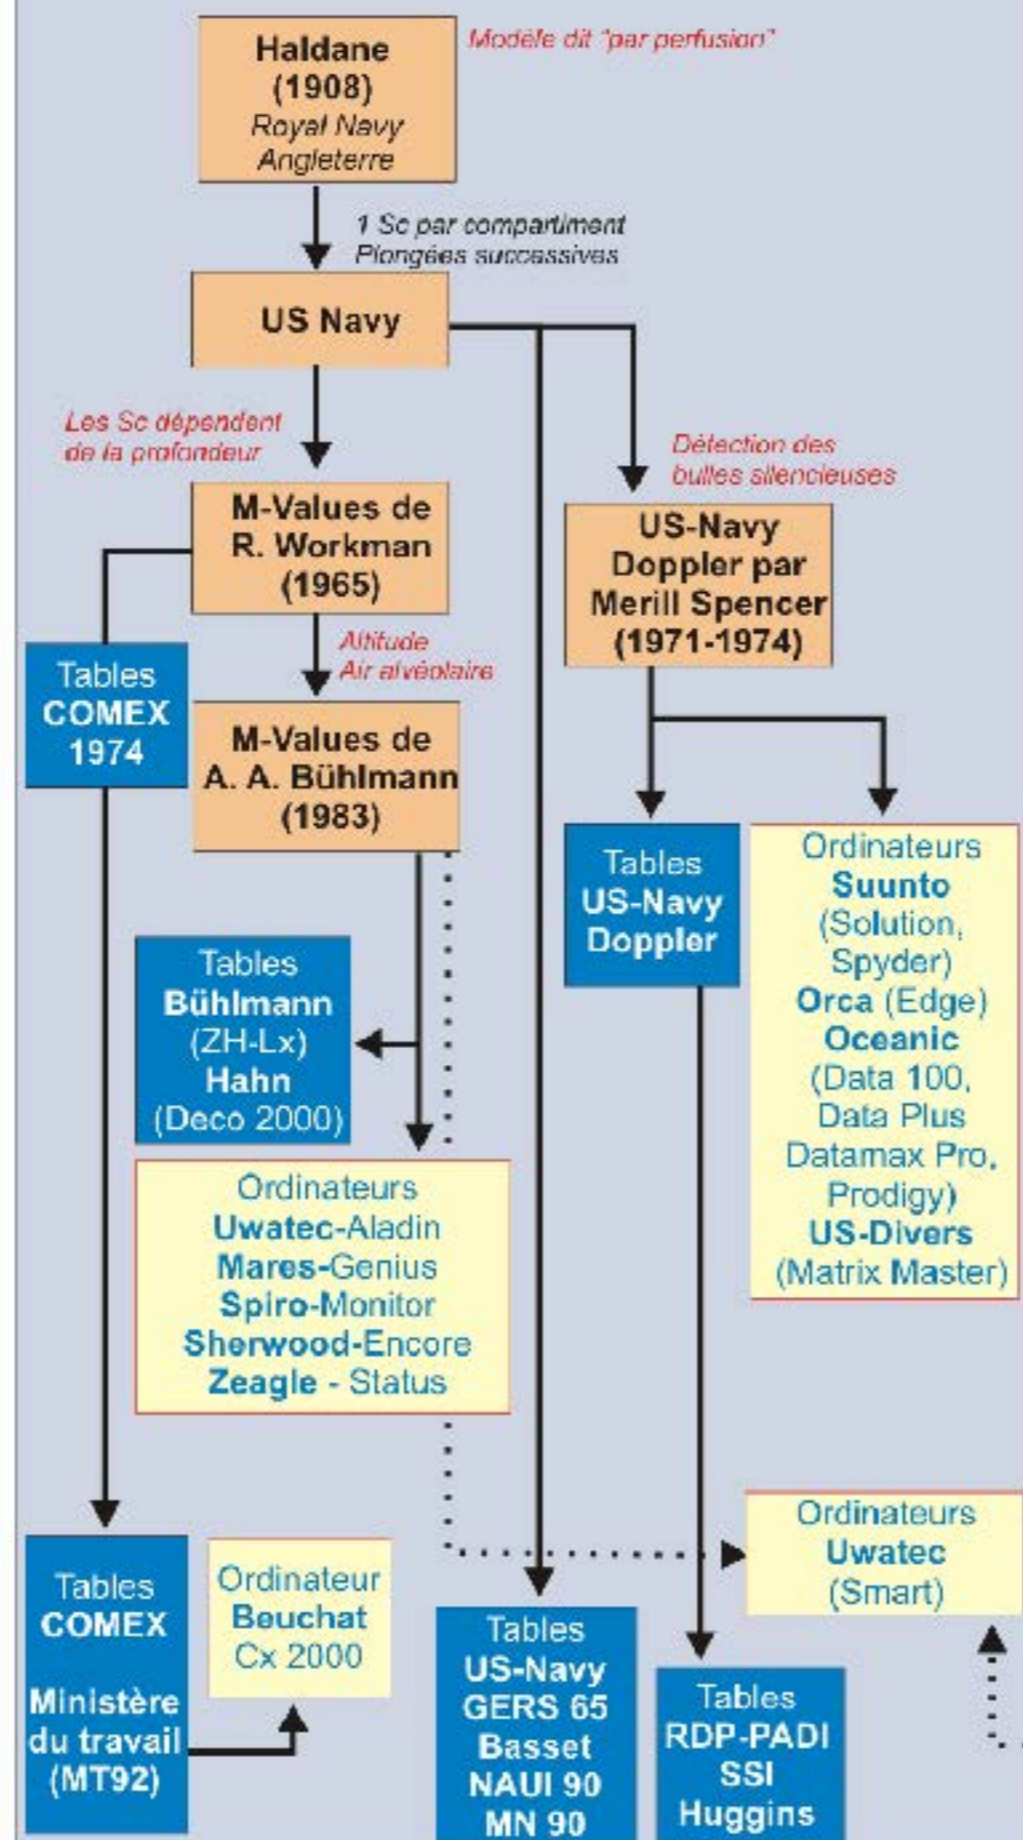 Haldane
(1908)
Royal Navy
Angleterre
Modèle dit "par perfusion"
1 Sc par compartiment
Plongées successives
US Navy
Les Sc dépendent
de la profondeur
Détection des
bulles silencieuses
M-Values de
R. Workman
(1965)
US-Navy
Doppler par
Merill Spencer
(1971-1974)
Altitude
Air alvéolaire
Tables
COMEX
1974
M-Values de
A. A. Bühlmann
(1983)
Tables
US-Navy
Doppler
Ordinateurs
Suunto
(Solution,
Spyder)
Orca (Edge)
Oceanic
(Data 100,
Data Plus
Datamax Pro,
Prodigy)
US-Divers
(Matrix Master)
Tables
Bühlmann
(ZH-Lx)
Hahn
(Deco 2000)
Ordinateurs
Uwatec-Aladin
Mares-Genius
Spiro-Monitor
Sherwood-Encore
Zeagle - Status
Ordinateurs
Uwatec
(Smart)
Tables
COMEX
Ministère
du travail
(MT92)
Ordinateur
Beuchat
Cx 2000
Tables
US-Navy
GERS 65
Basset
NAUI 90
MN 90
Tables
RDP-PADI
SSI
Huggins